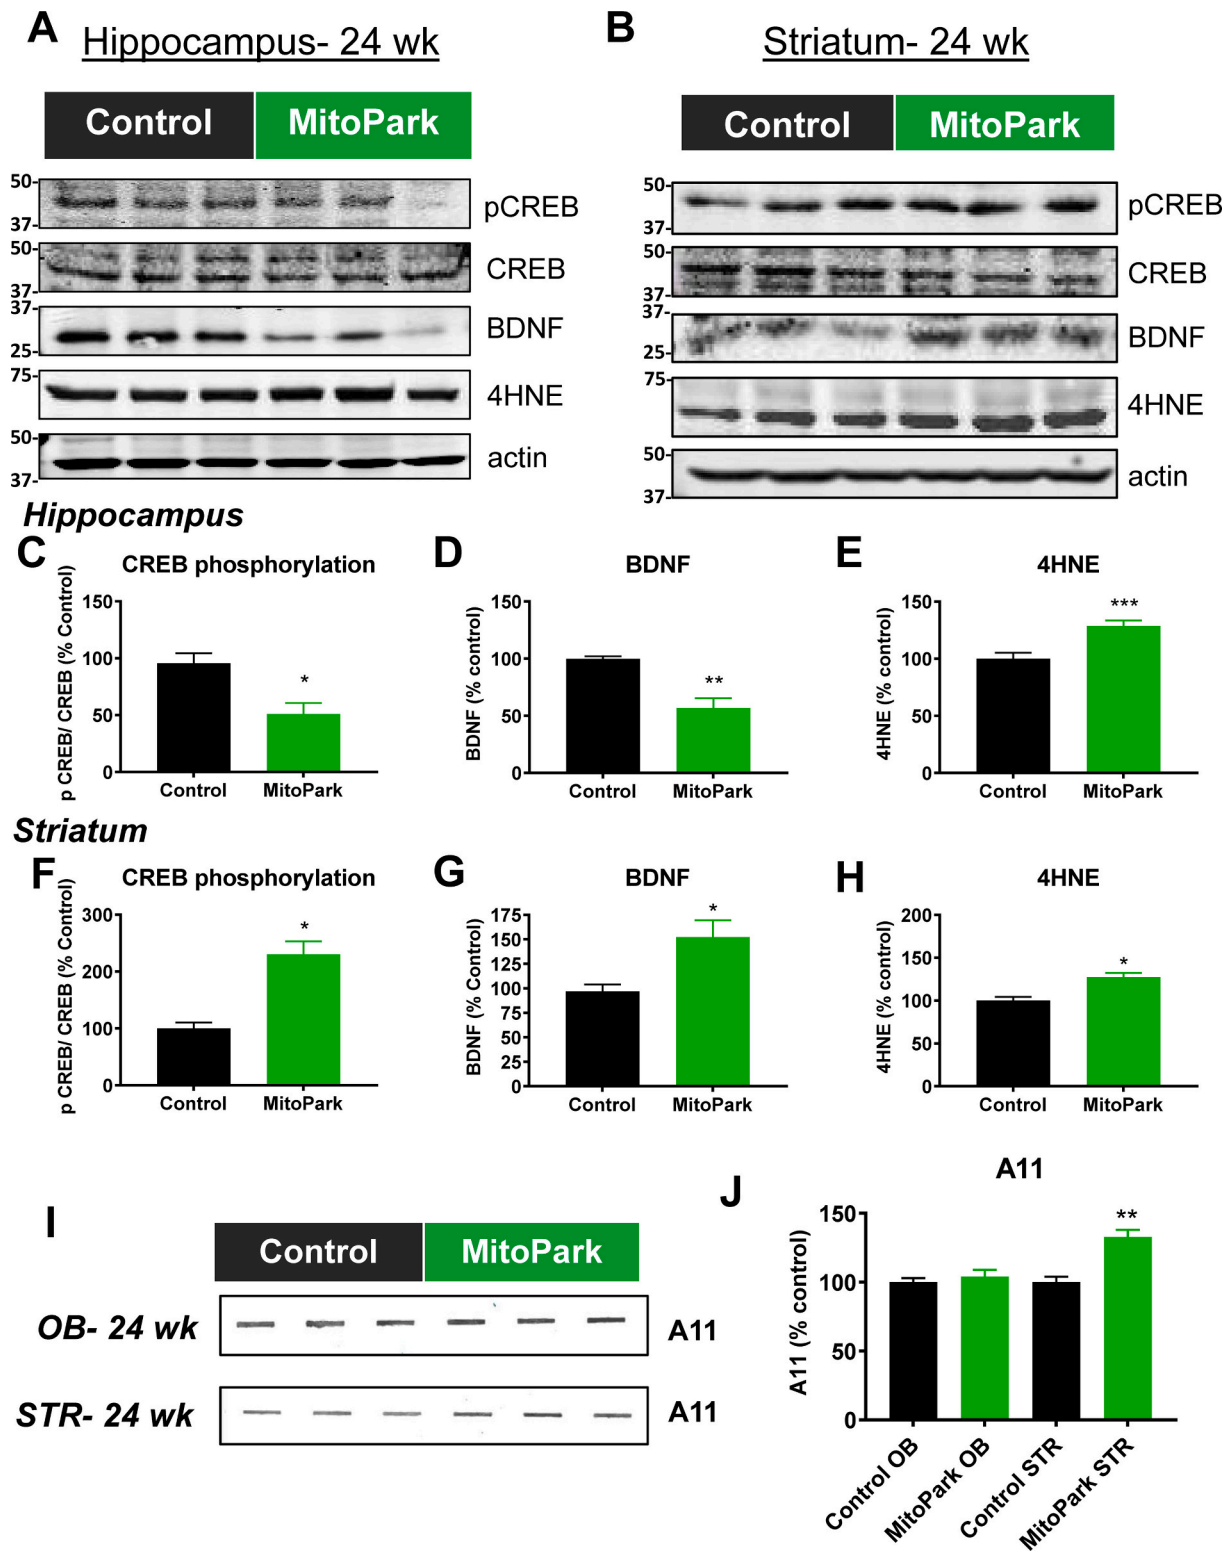 A
Hippocampus- 24 wk
Control
MitoPark
50-
37-
pCREB
50-
37-
CREB
37-
25-
BDNF
75-
4HNE
50-
37-
actin
B
Striatum- 24 wk
Control
MitoPark
50-
37-
pCREB
50-
37-
CREB
37-
25-
BDNF
75-
4HNE
50-
37-
actin
Hippocampus
C
CREB phosphorylation
p CREB/ CREB (% Control)
150
100
50
0
*
Control
MitoPark
D
BDNF
BDNF (% control)
150
100
50
0
**
Control
MitoPark
E
4HNE
4HNE (% control)
150
100
50
0
***
Control
MitoPark
Striatum
F
CREB phosphorylation
p CREB/ CREB (% Control)
300
200
100
0
*
Control
MitoPark
G
BDNF
BDNF (% Control)
175
150
125
100
75
50
25
0
*
Control
MitoPark
H
4HNE
4HNE (% control)
200
150
100
50
0
*
Control
MitoPark
I
Control
MitoPark
OB- 24 wk
A11
STR- 24 wk
A11
J
A11
A11 (% control)
150
100
50
0
**
Control OB
MitoPark OB
Control STR
MitoPark STR